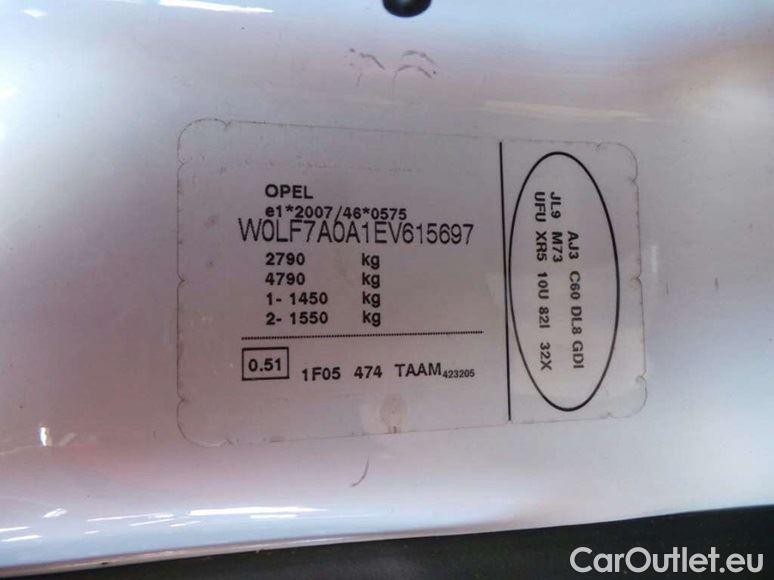 OPEL
e1*2007/46*0575
W0LF7A0A1EV615697
2790 kg
4790 kg
1- 1450 kg
2- 1550 kg
0.51 1F05 474 TAAM423205
AJ3 C60 DL8 GDI
JL9 M73
UFU XR5 10U 82I 32X
CarOutlet.eu